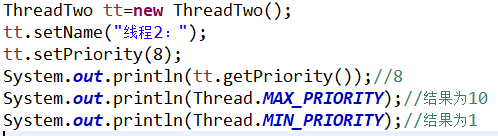 ThreadTwo tt=new ThreadTwo();
tt.setName("线程2：");
tt.setPriority(8);
System.out.println(tt.getPriority());//8
System.out.println(Thread.MAX_PRIORITY);//结果为10
System.out.println(Thread.MIN_PRIORITY);//结果为1